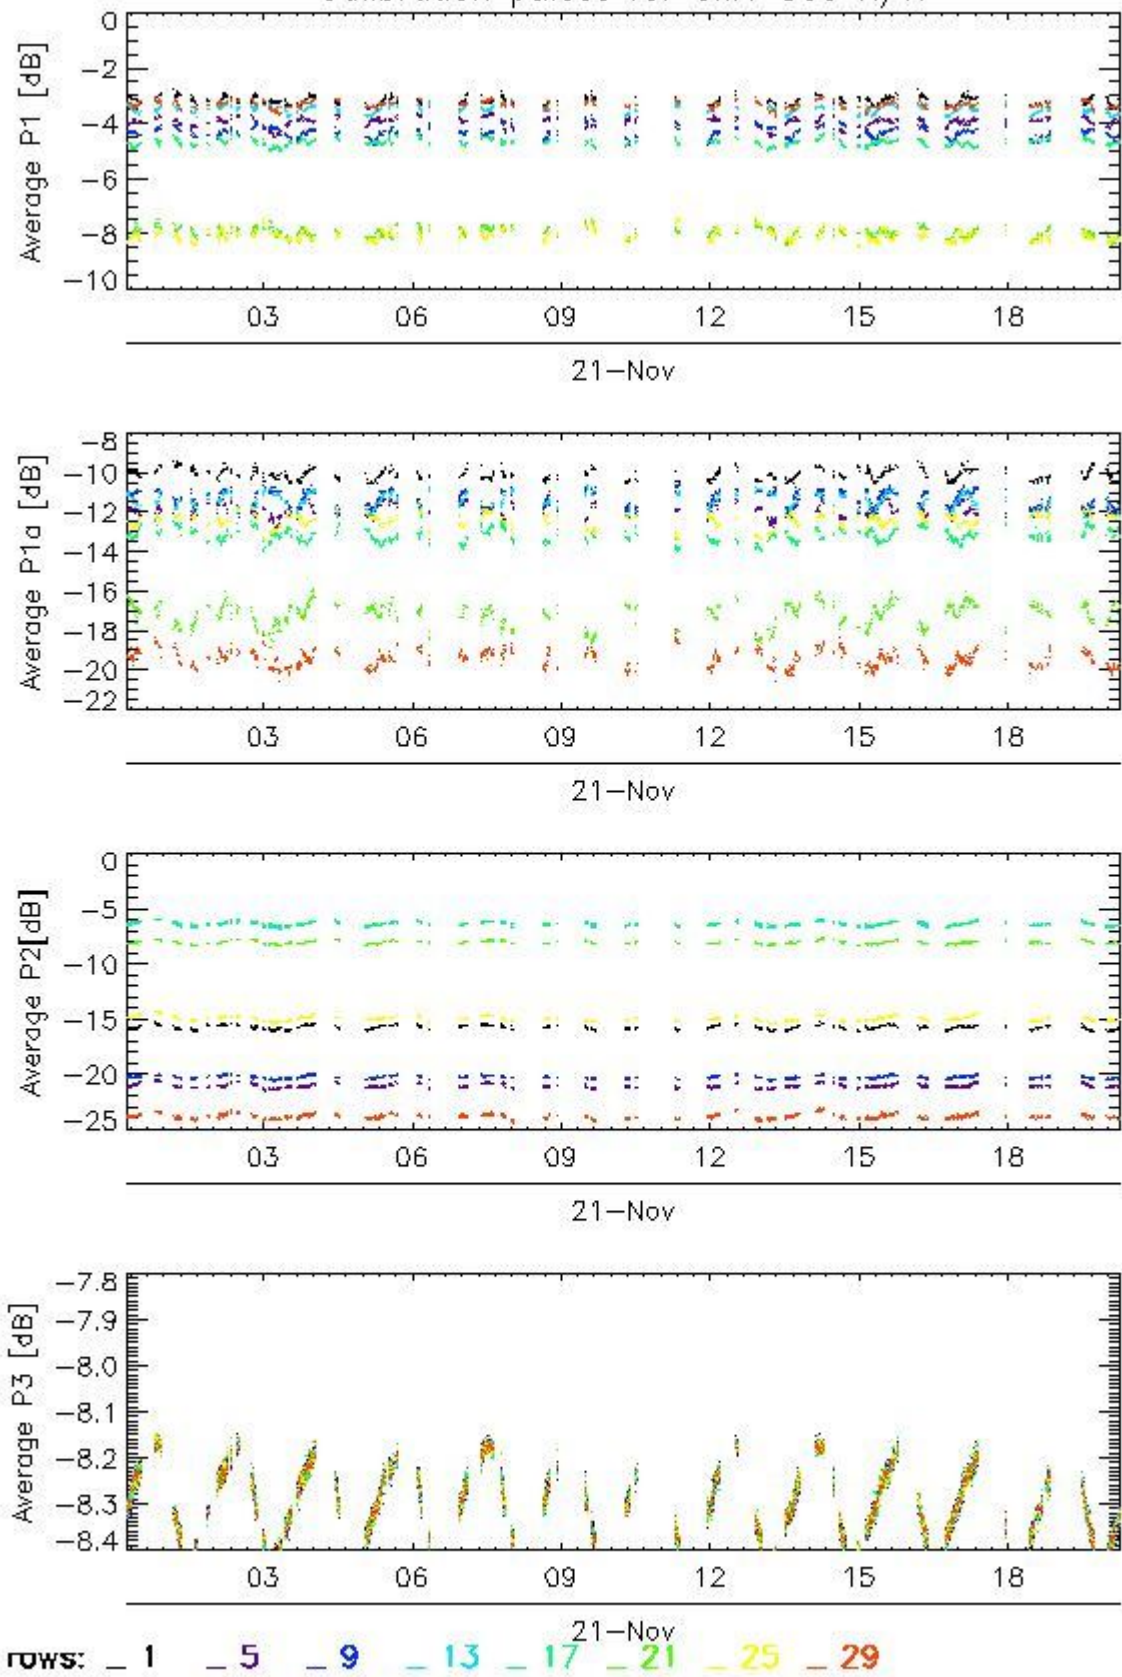 0
−2
−4
−6
−8
−10
Average P1 [dB]
03 06 09 12 15 18
21−Nov
−8
−10
−12
−14
−16
−18
−20
−22
Average P1a [dB]
03 06 09 12 15 18
21−Nov
0
−5
−10
−15
−20
−25
Average P2[dB]
03 06 09 12 15 18
21−Nov
−7.8
−7.9
−8.0
−8.1
−8.2
−8.3
−8.4
Average P3 [dB]
03 06 09 12 15 18
21−Nov
rows: _ 1 _ 5 _ 9 _ 13 _ 17 _ 21 _ 25 _ 29